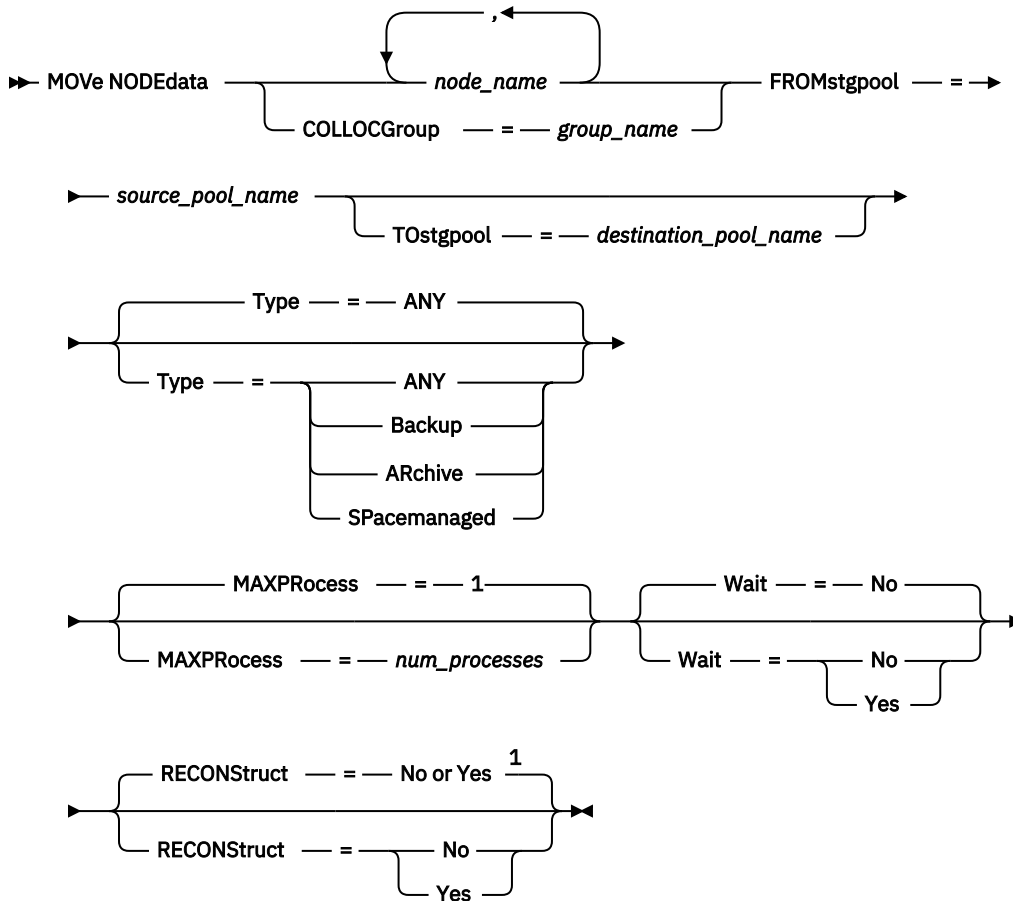 ,
MOVe NODEdata node_name FROMstgpool =
COLLOCGroup = group_name
source_pool_name
TOstgpool = destination_pool_name
Type = ANY
Type = ANY
Backup
ARchive
SPacemanaged
MAXPRocess = 1 Wait = No
MAXPRocess = num_processes Wait = No
Yes
RECONStruct = No or Yes 1
RECONStruct = No
Yes